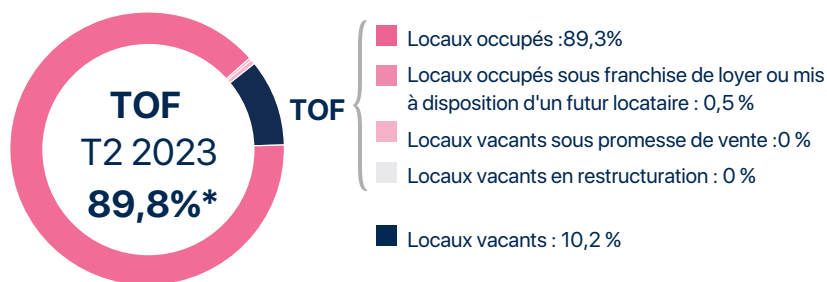 TOF
T2 2023
89,8%*
TOF
Locaux occupés :89,3%
Locaux occupés sous franchise de loyer ou mis
à disposition d'un futur locataire : 0,5 %
Locaux vacants sous promesse de vente :0 %
Locaux vacants en restructuration : 0 %
Locaux vacants : 10,2 %